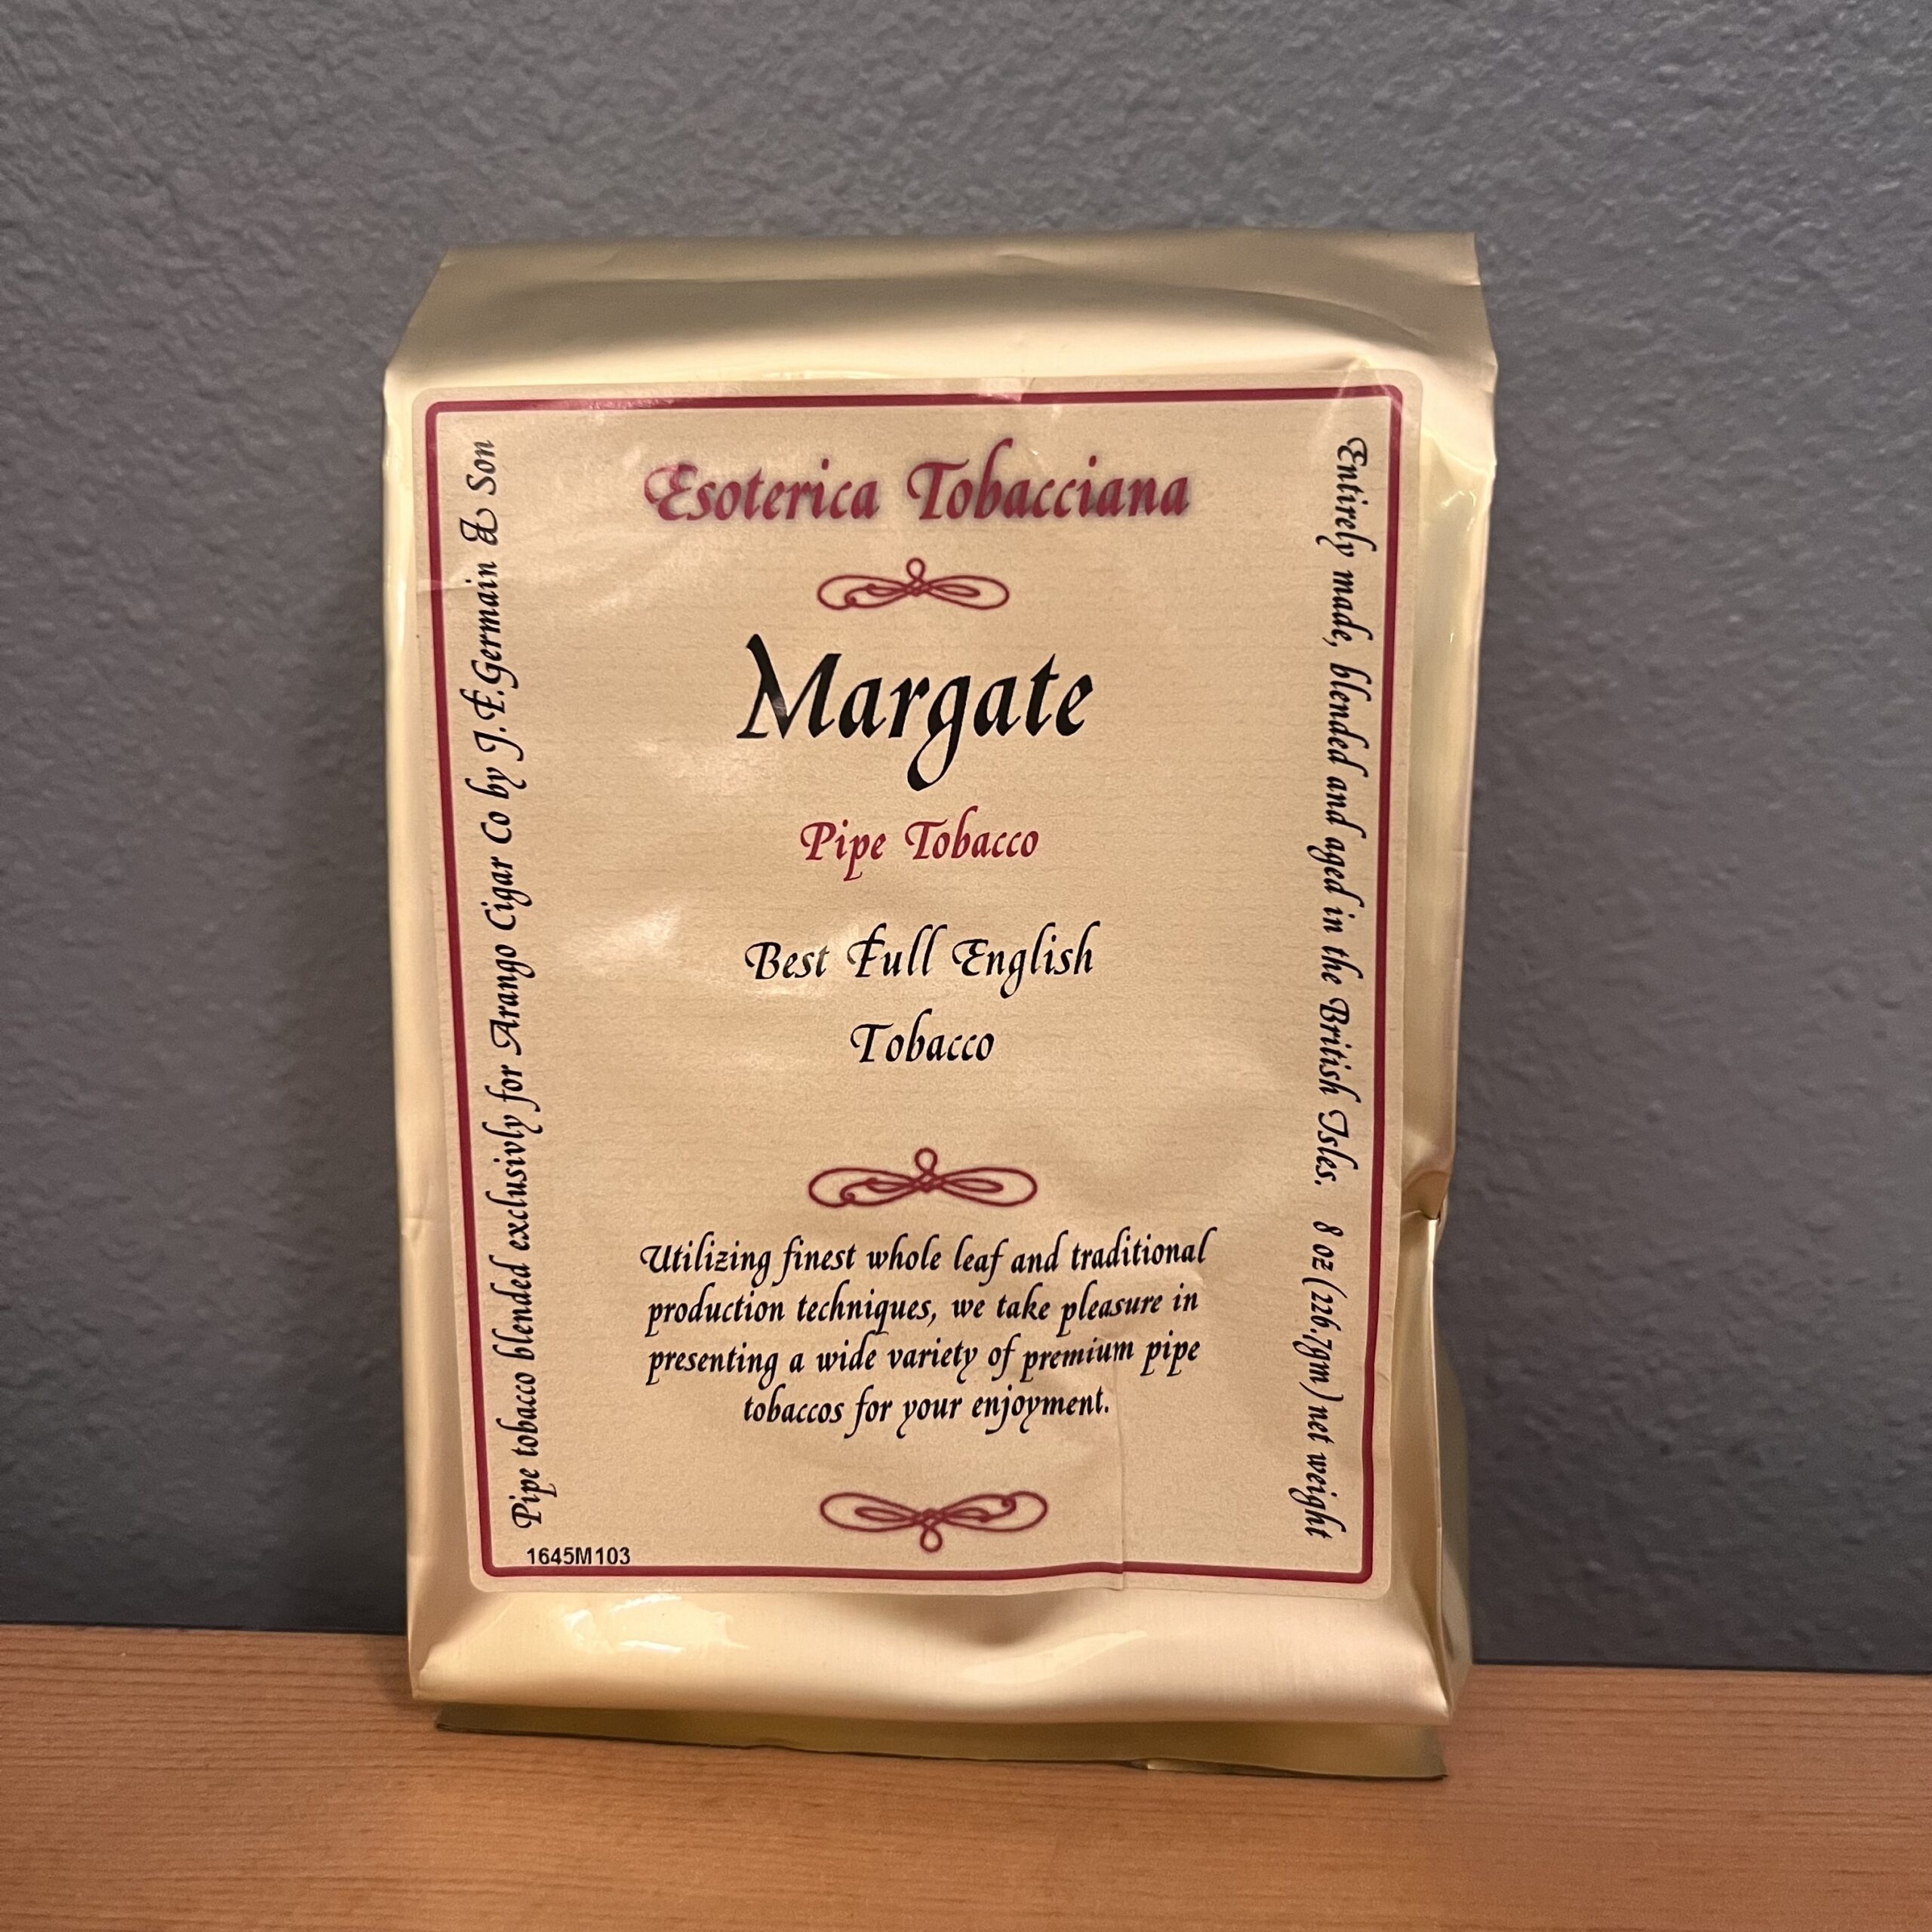 Esoterica Tobacciana
Margate
Pipe Tobacco
Best Full English
Tobacco
Utilizing finest whole leaf and traditional
production techniques, we take pleasure in
presenting a wide variety of premium pipe
tobaccos for your enjoyment.
Pipe tobacco blended exclusivly for Arango Cigar Co by J.E.Germain & Son
Entirely made, blended and aged in the British Isles. 8 oz (226.7gm) net weight
1645M103